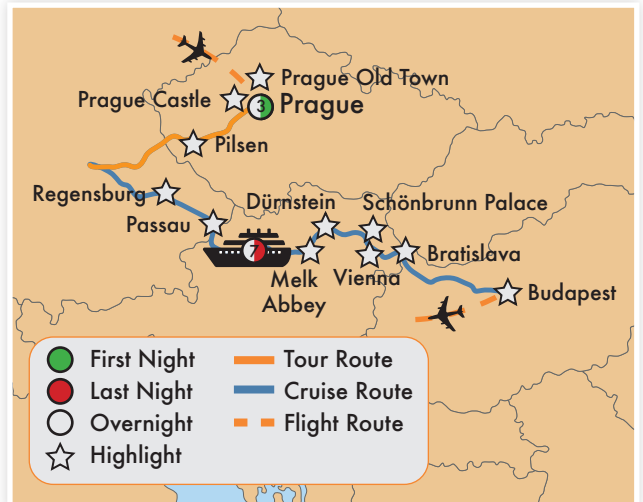 Prague Old Town
Prague Castle
3
Prague
Pilsen
Regensburg
Passau
Dürnstein
Schönbrunn Palace
7
Melk
Abbey
Vienna
Bratislava
Budapest
First Night
Last Night
Overnight
Highlight
Tour Route
Cruise Route
Flight Route